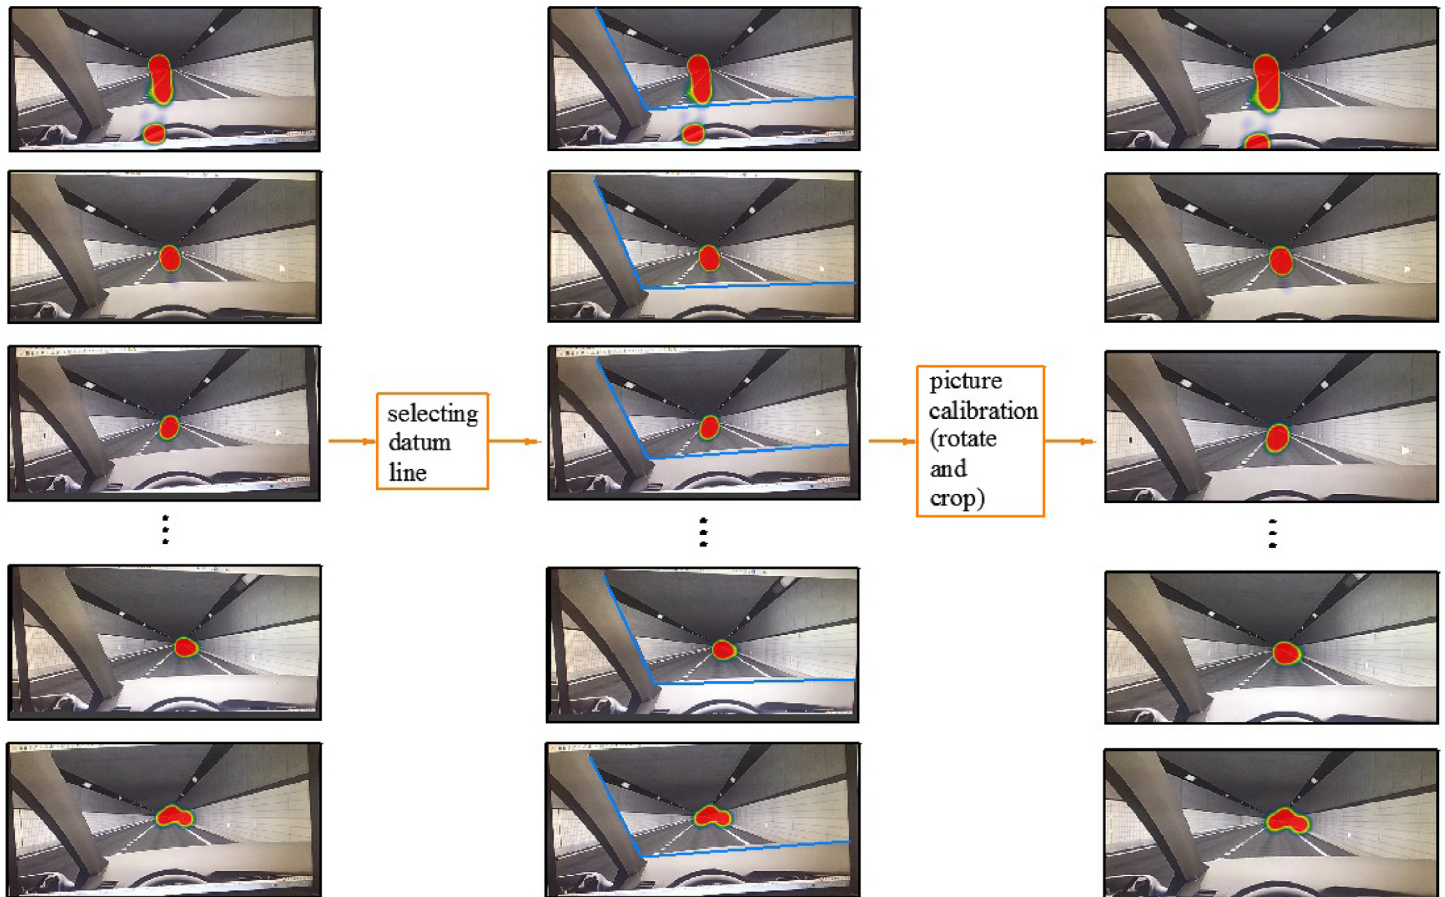 selecting
datum
line
picture
calibration
(rotate
and
crop)